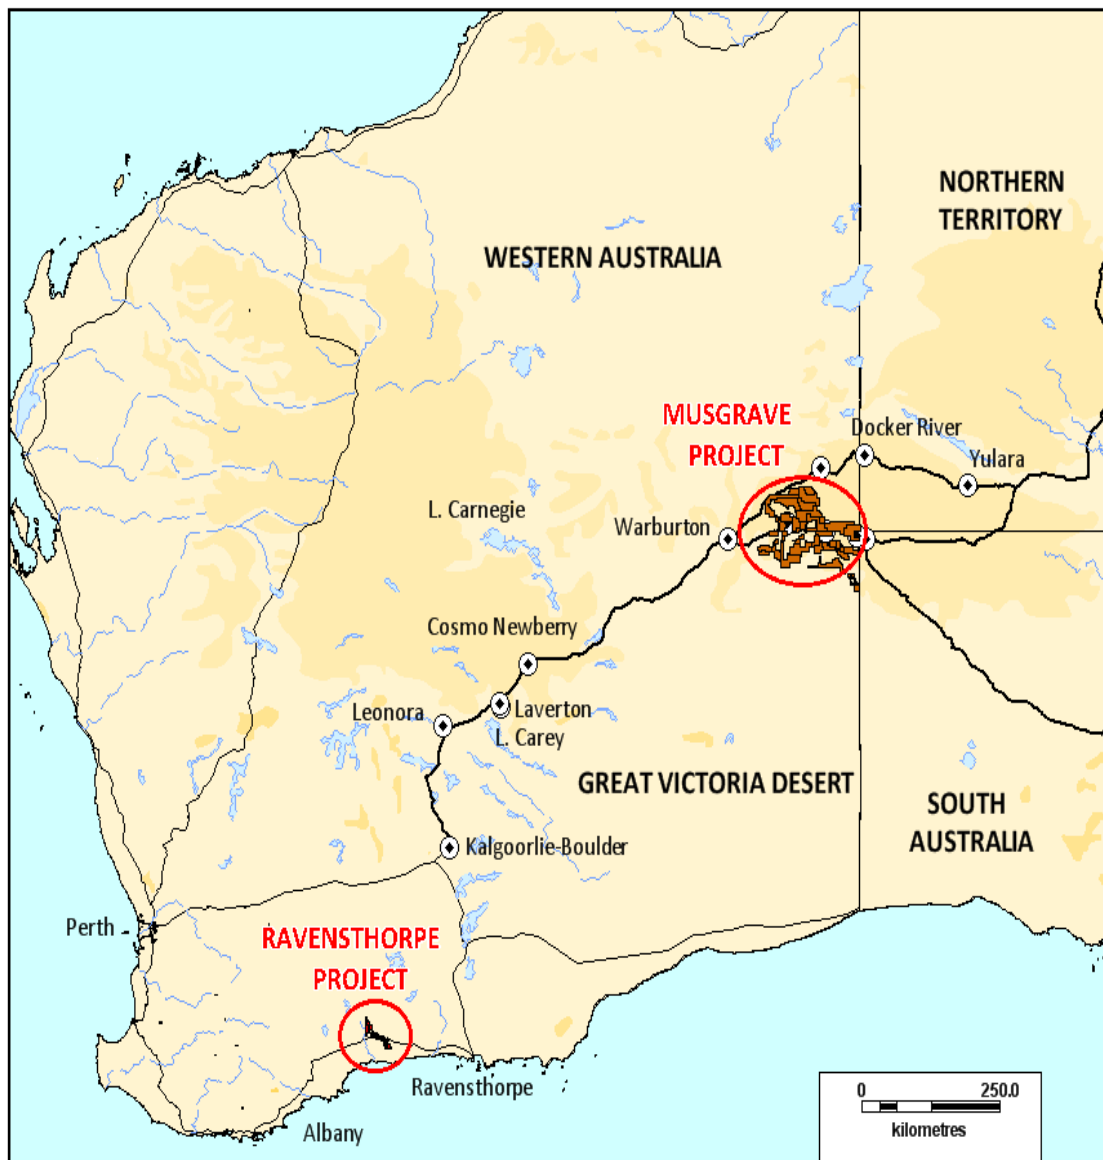 NORTHERN
TERRITORY
WESTERN AUSTRALIA
MUSGRAVE
PROJECT
Docker River
Yulara
L. Carnegie
Warburton
Cosmo Newberry
Leonora
Laverton
L. Carey
GREAT VICTORIA DESERT
SOUTH
AUSTRALIA
Kalgoorlie-Boulder
Perth
RAVENSTHORPE
PROJECT
Ravensthorpe
Albany
0 250.0
kilometres